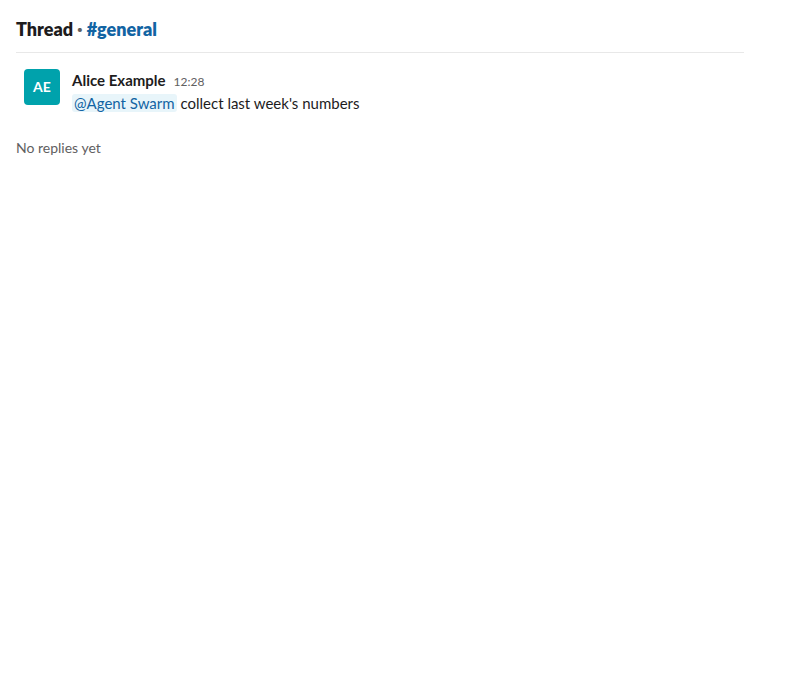 Thread • #general
AE
Alice Example 12:28
@Agent Swarm collect last week's numbers
No replies yet